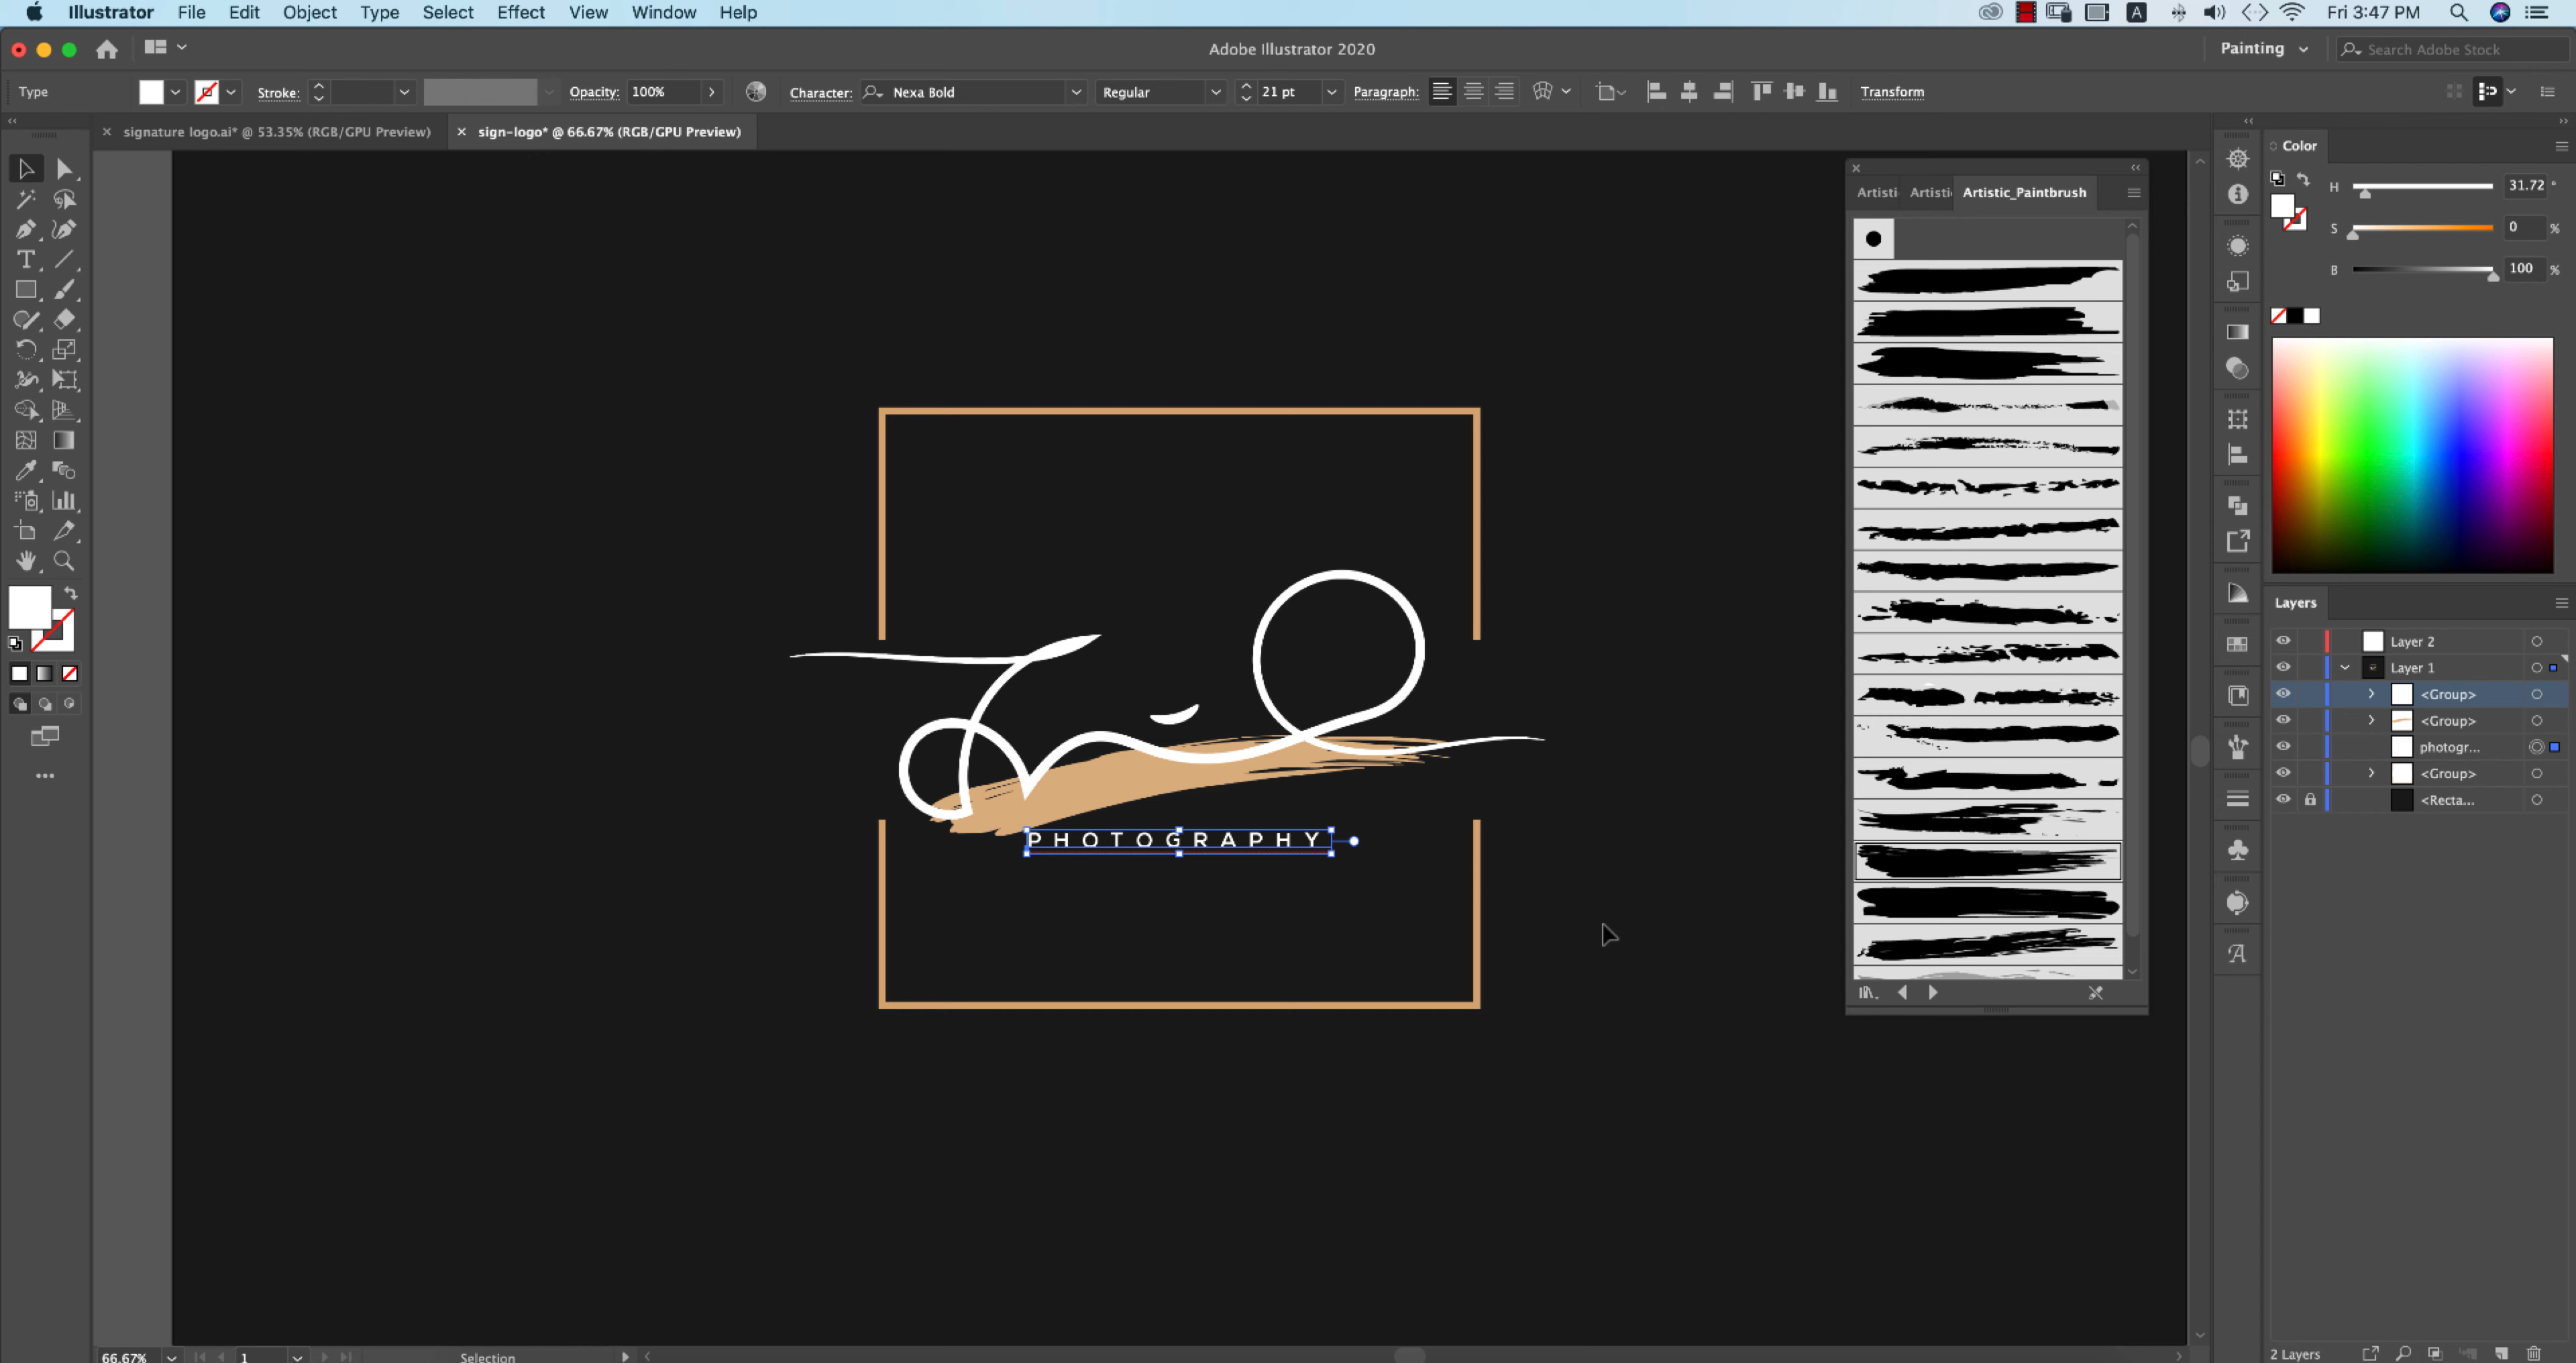 Illustrator File Edit Object Type Select Effect View Window Help A Fri 3:47 PM
Adobe Illustrator 2020 Painting Search Adobe Stock
Type Stroke: Opacity: 100% Character: Nexa Bold Regular 21 pt Paragraph: Transform
signature logo.ai* @ 53.35% (RGB/GPU Preview) sign-logo* @ 66.67% (RGB/GPU Preview)
Color
Artisti Artisti Artistic_Paintbrush
H 31.72 °
S 0 %
B 100 %
Layers
Layer 2
Layer 1
<Group>
<Group>
photogr...
<Group>
<Recta...
PHOTOGRAPHY
66.67% 1 Selection
2 Layers